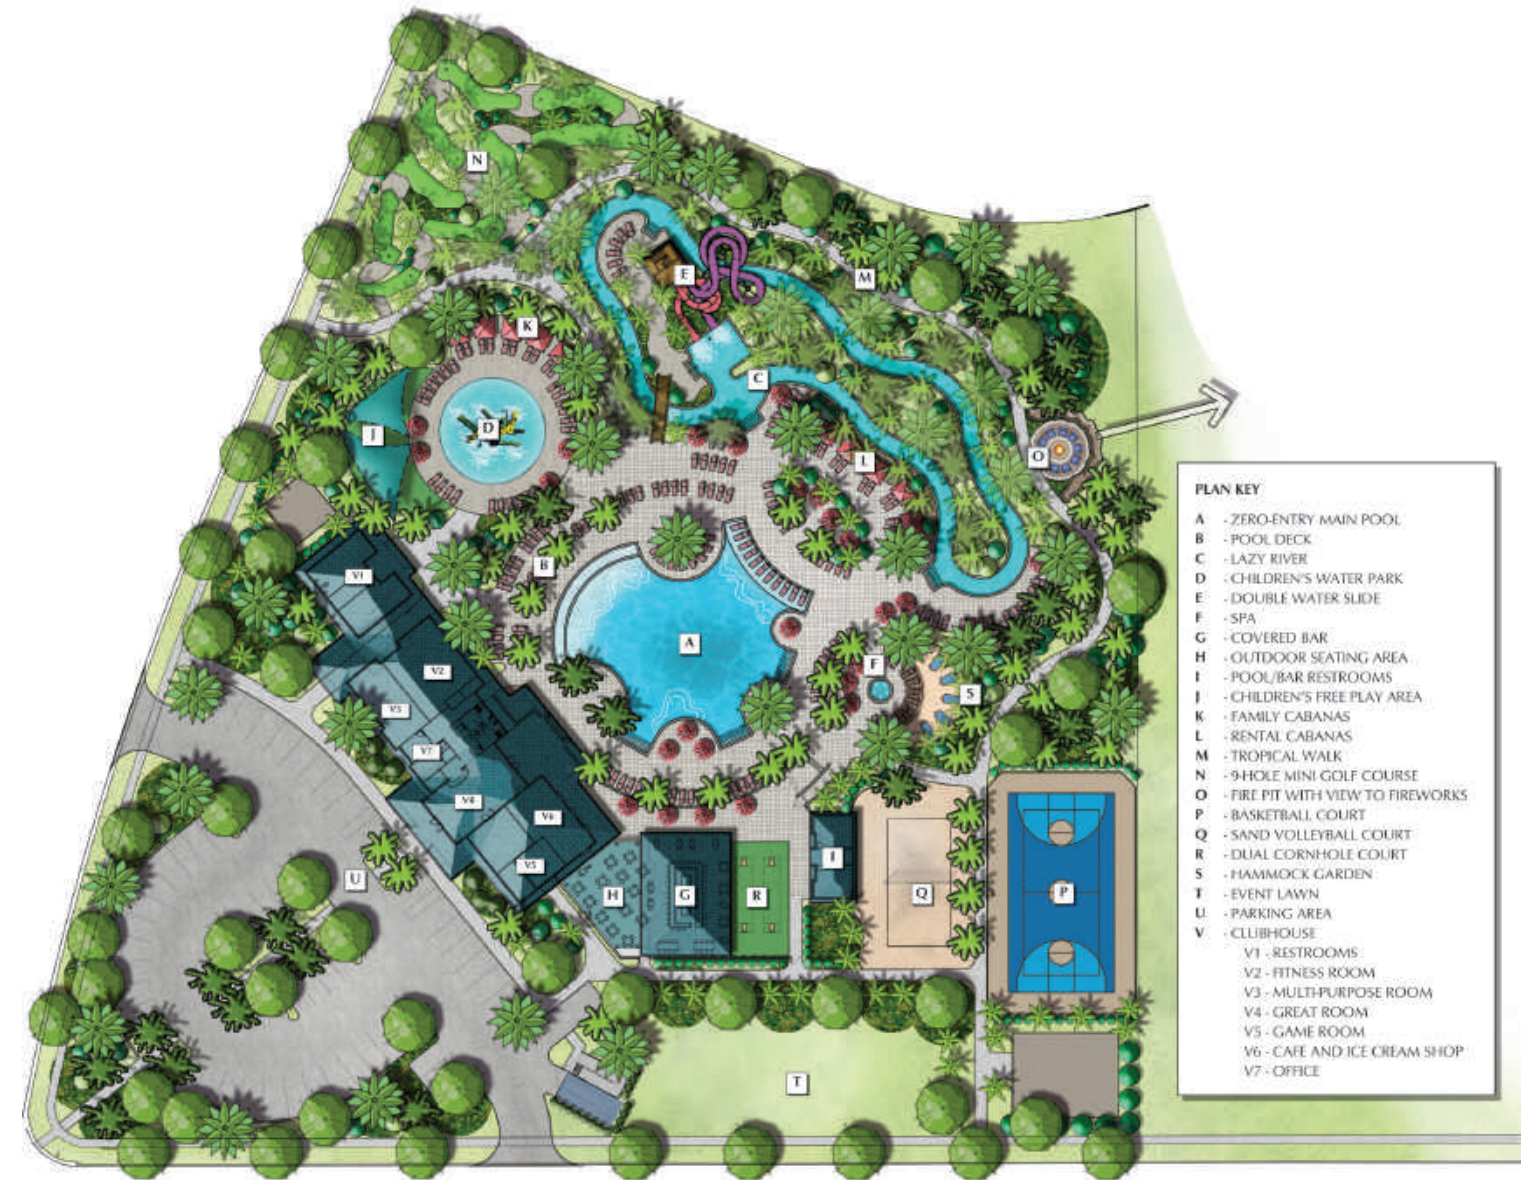 N
E
M
K
C
D
J
L
O
B
V1
A
F
V2
S
V3
V7
V4
V6
V5
U
H
G
R
I
Q
P
T
PLAN KEY
A - ZERO-ENTRY MAIN POOL
B - POOL DECK
C - LAZY RIVER
D - CHILDREN'S WATER PARK
E - DOUBLE WATER SLIDE
F - SPA
G - COVERED BAR
H - OUTDOOR SEATING AREA
I - POOL/BAR RESTROOMS
J - CHILDREN'S FREE PLAY AREA
K - FAMILY CABANAS
L - RENTAL CABANAS
M - TROPICAL WALK
N - 9-HOLE MINI GOLF COURSE
O - FIRE PIT WITH VIEW TO FIREWORKS
P - BASKETBALL COURT
Q - SAND VOLLEYBALL COURT
R - DUAL CORNHOLE COURT
S - HAMMOCK GARDEN
T - EVENT LAWN
U - PARKING AREA
V - CLUBHOUSE
V1 - RESTROOMS
V2 - FITNESS ROOM
V3 - MULTI-PURPOSE ROOM
V4 - GREAT ROOM
V5 - GAME ROOM
V6 - CAFE AND ICE CREAM SHOP
V7 - OFFICE